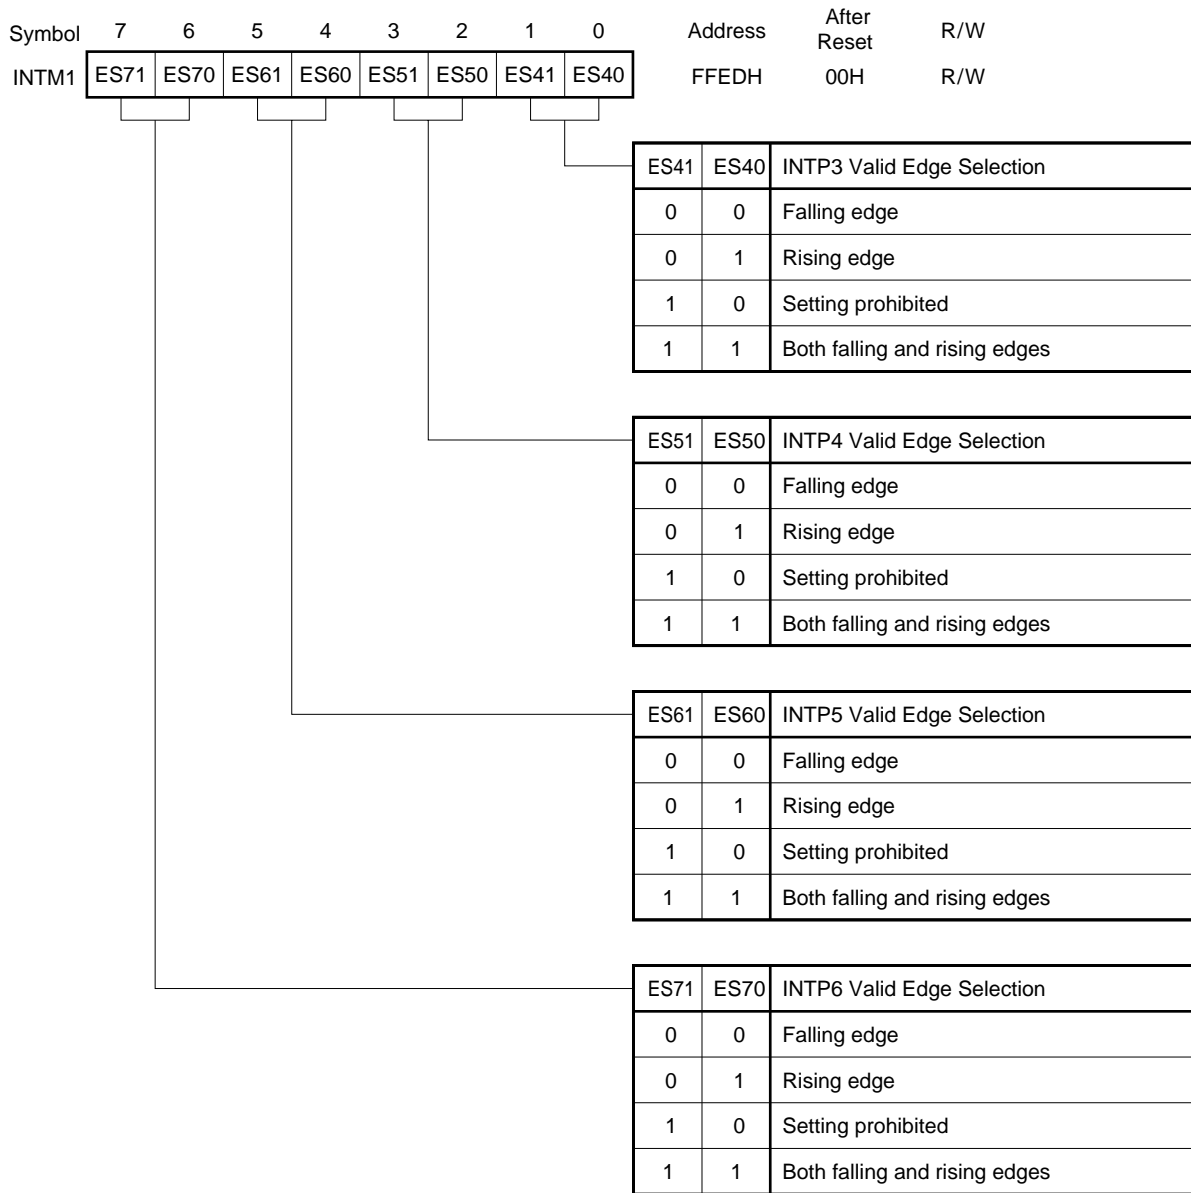 Symbol 7 6 5 4 3 2 1 0 Address After Reset R/W
INTM1 ES71 ES70 ES61 ES60 ES51 ES50 ES41 ES40 FFEDH 00H R/W
ES41 ES40 INTP3 Valid Edge Selection
0 0 Falling edge
0 1 Rising edge
1 0 Setting prohibited
1 1 Both falling and rising edges
ES51 ES50 INTP4 Valid Edge Selection
0 0 Falling edge
0 1 Rising edge
1 0 Setting prohibited
1 1 Both falling and rising edges
ES61 ES60 INTP5 Valid Edge Selection
0 0 Falling edge
0 1 Rising edge
1 0 Setting prohibited
1 1 Both falling and rising edges
ES71 ES70 INTP6 Valid Edge Selection
0 0 Falling edge
0 1 Rising edge
1 0 Setting prohibited
1 1 Both falling and rising edges